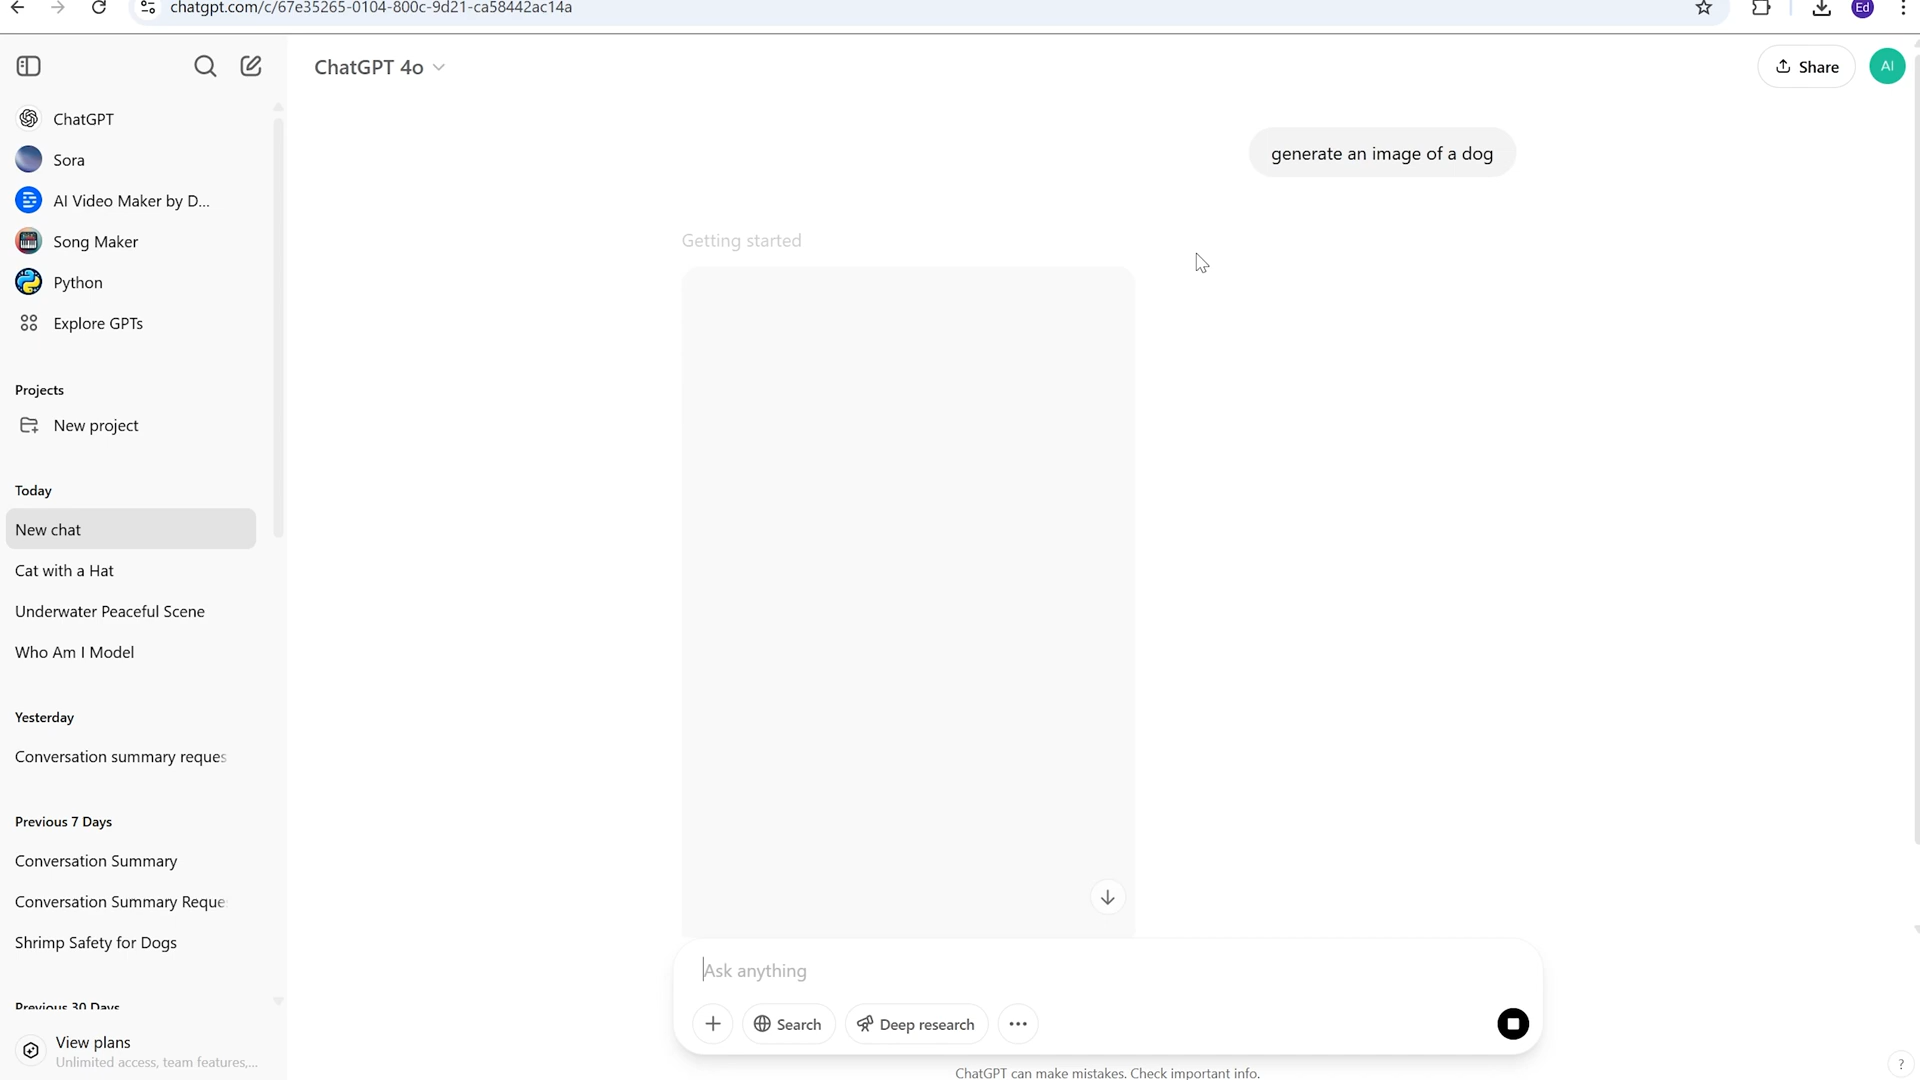 chatgpt.com/c/67e35265-0104-800c-9d21-ca58442ac14a
Ed
ChatGPT 4o
Share
AI
ChatGPT
Sora
AI Video Maker by D...
Song Maker
Python
Explore GPTs
Projects
New project
Today
New chat
Cat with a Hat
Underwater Peaceful Scene
Who Am I Model
Yesterday
Conversation summary reques
Previous 7 Days
Conversation Summary
Conversation Summary Reque
Shrimp Safety for Dogs
Previous 30 Days
View plans
Unlimited access, team features,...
generate an image of a dog
Getting started
Ask anything
Search
Deep research
ChatGPT can make mistakes. Check important info.
?